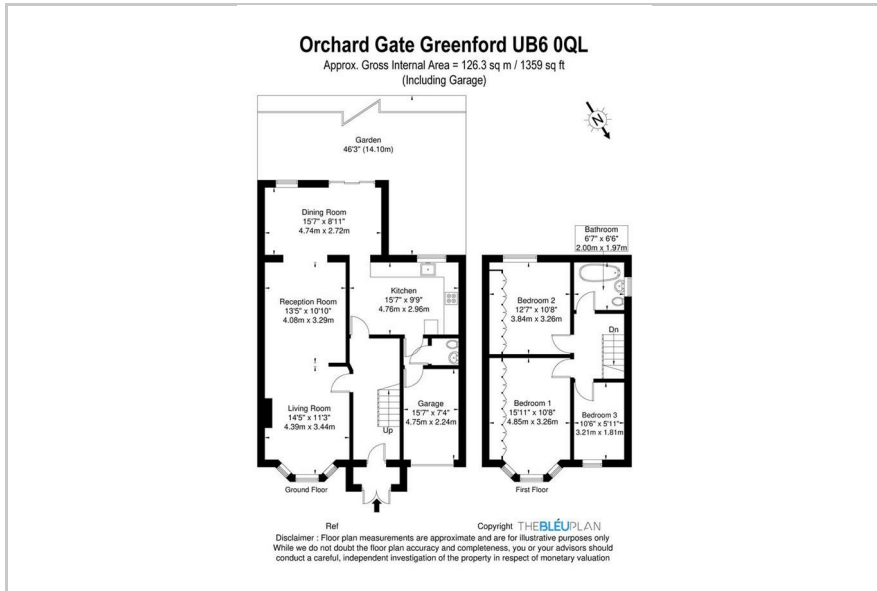 Orchard Gate Greenford UB6 0QL
Approx. Gross Internal Area = 126.3 sq m / 1359 sq ft
(Including Garage)
N
Garden
46'3" (14.10m)
Dining Room
15'7" x 8'11"
4.74m x 2.72m
Kitchen
15'7" x 9'9"
4.76m x 2.96m
Reception Room
13'5" x 10'10"
4.08m x 3.29m
Living Room
14'5" x 11'3"
4.39m x 3.44m
Garage
15'7" x 7'4"
4.75m x 2.24m
Up
Ground Floor
Bathroom
6'7" x 6'6"
2.00m x 1.97m
Bedroom 2
12'7" x 10'8"
3.84m x 3.26m
Dn
Bedroom 1
15'11" x 10'8"
4.85m x 3.26m
Bedroom 3
10'6" x 5'11"
3.21m x 1.81m
First Floor
Ref
Copyright THEBLÉUPLAN
Disclaimer : Floor plan measurements are approximate and are for illustrative purposes only
While we do not doubt the floor plan accuracy and completeness, you or your advisors should
conduct a careful, independent investigation of the property in respect of monetary valuation